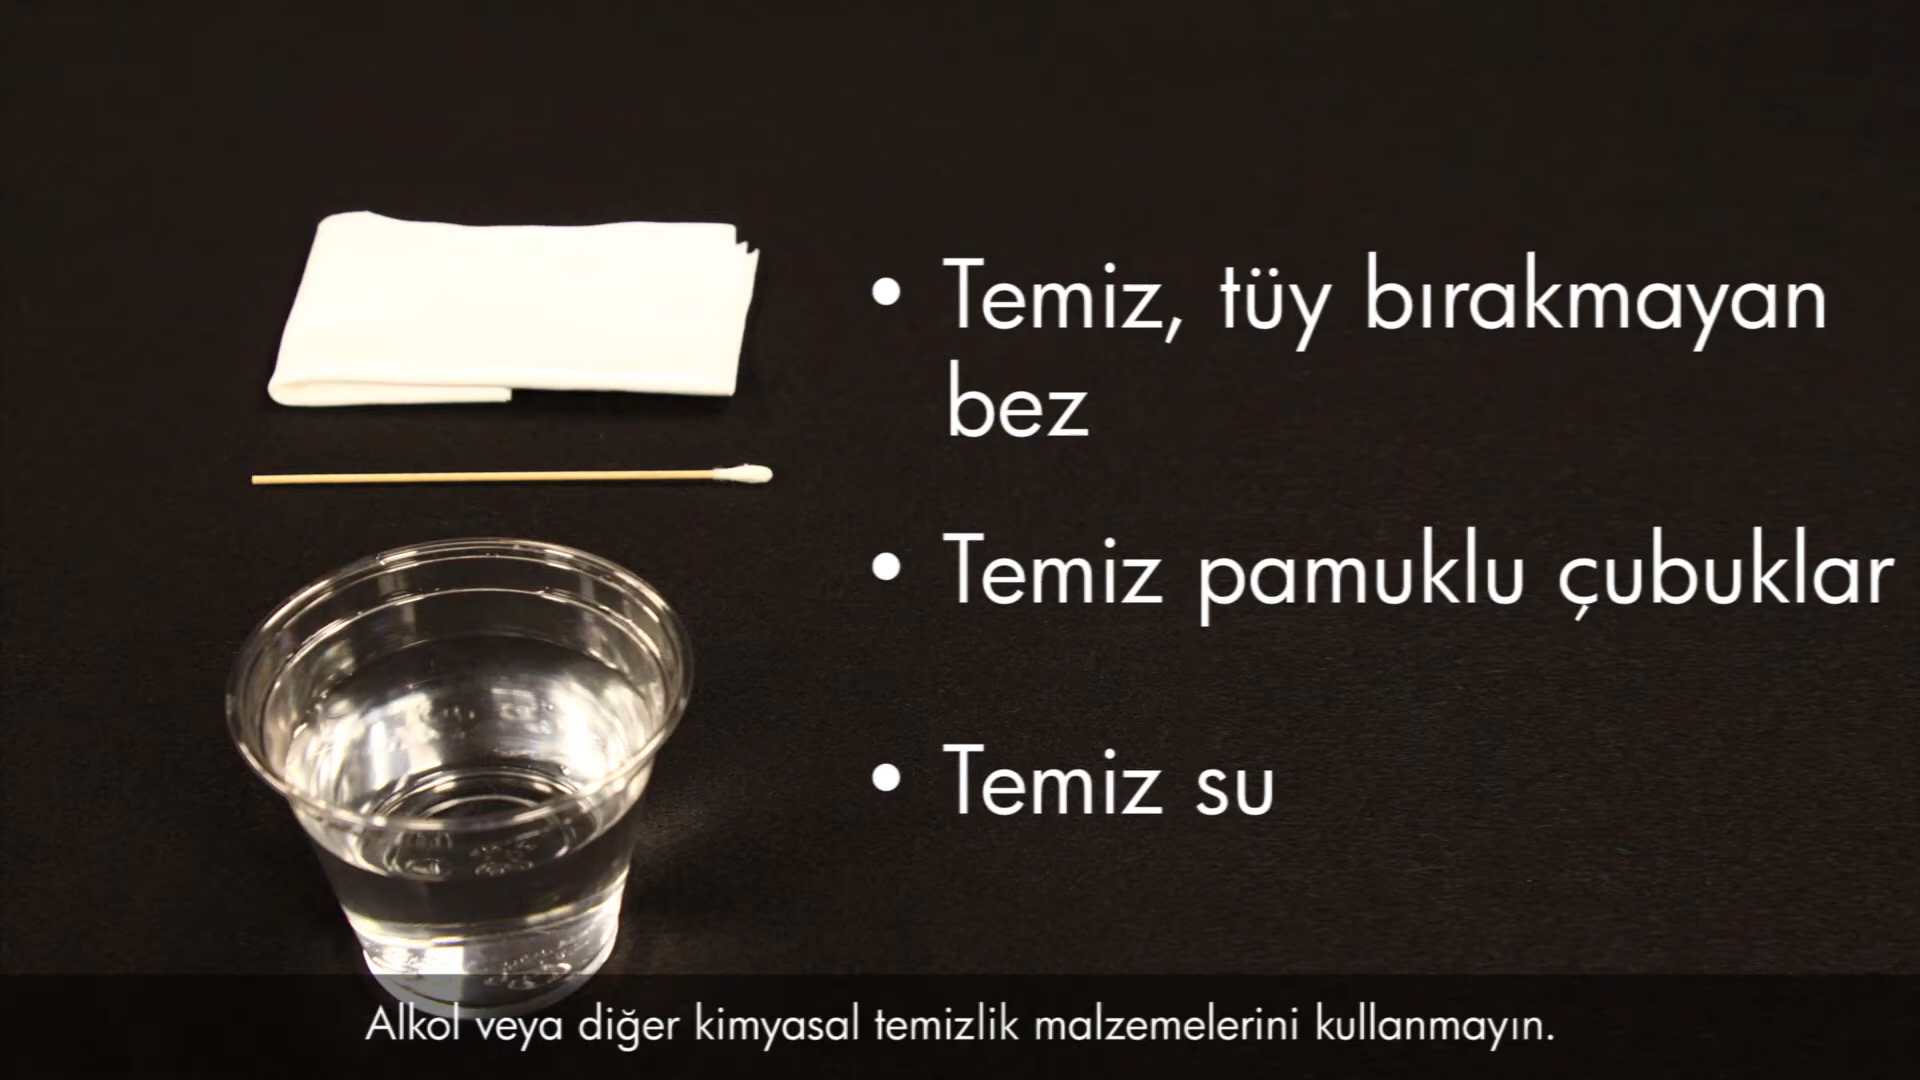 • Temiz, tüy bırakmayan
bez
• Temiz pamuklu çubuklar
• Temiz su
Alkol veya diğer kimyasal temizlik malzemelerini kullanmayın.